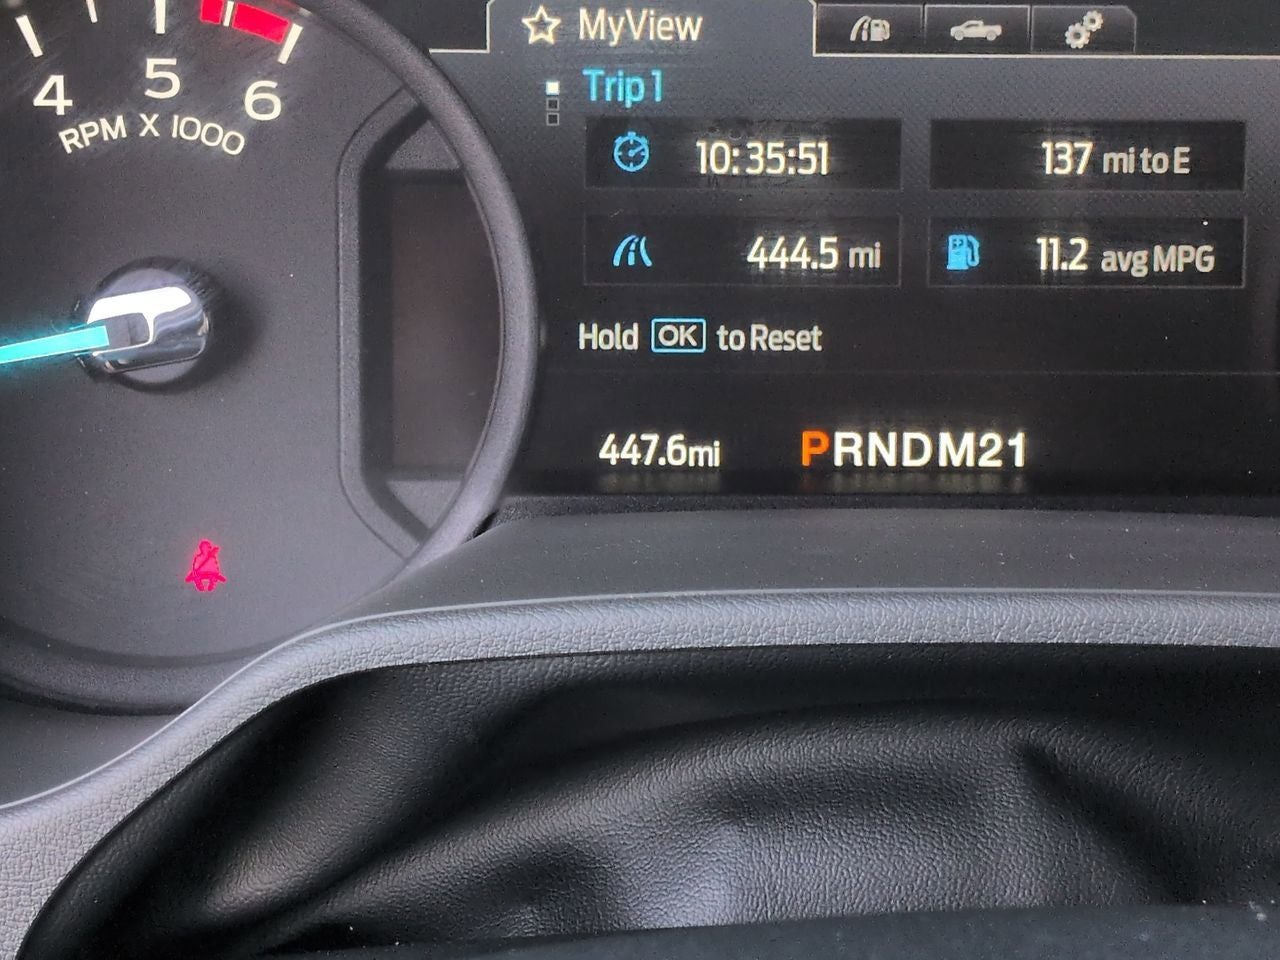 MyView
Trip 1
4 5 6
RPM X 1000
10:35:51
137 mi to E
444.5 mi
11.2 avg MPG
Hold OK to Reset
447.6mi
PRNDM21